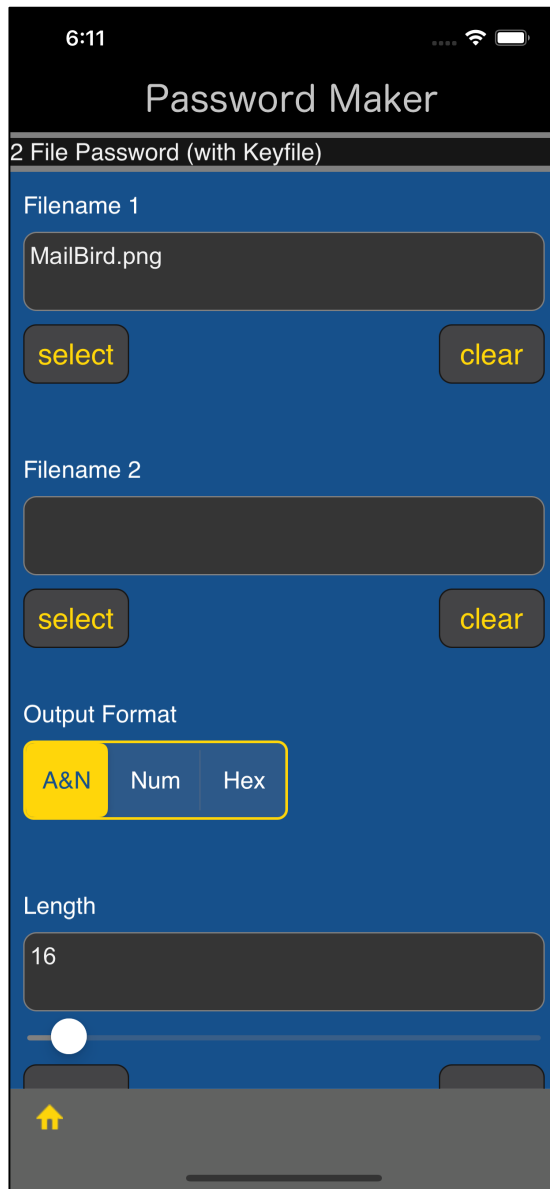 6:11
Password Maker
2 File Password (with Keyfile)
Filename 1
MailBird.png
select clear
Filename 2
select clear
Output Format
A&N Num Hex
Length
16